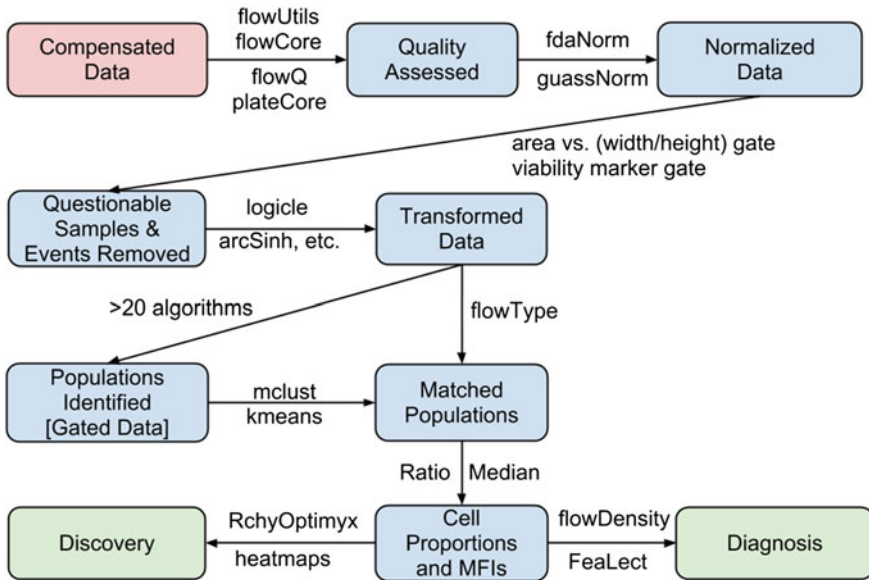 Compensated
Data
flowUtils
flowCore
flowQ
plateCore
Quality
Assessed
fdaNorm
guassNorm
Normalized
Data
area vs. (width/height) gate
viability marker gate
Questionable
Samples &
Events Removed
logicle
arcSinh, etc.
Transformed
Data
>20 algorithms
flowType
Populations
Identified
[Gated Data]
mclust
kmeans
Matched
Populations
Ratio
Median
Discovery
RchyOptimyx
heatmaps
Cell
Proportions
and MFIs
flowDensity
FeaLect
Diagnosis